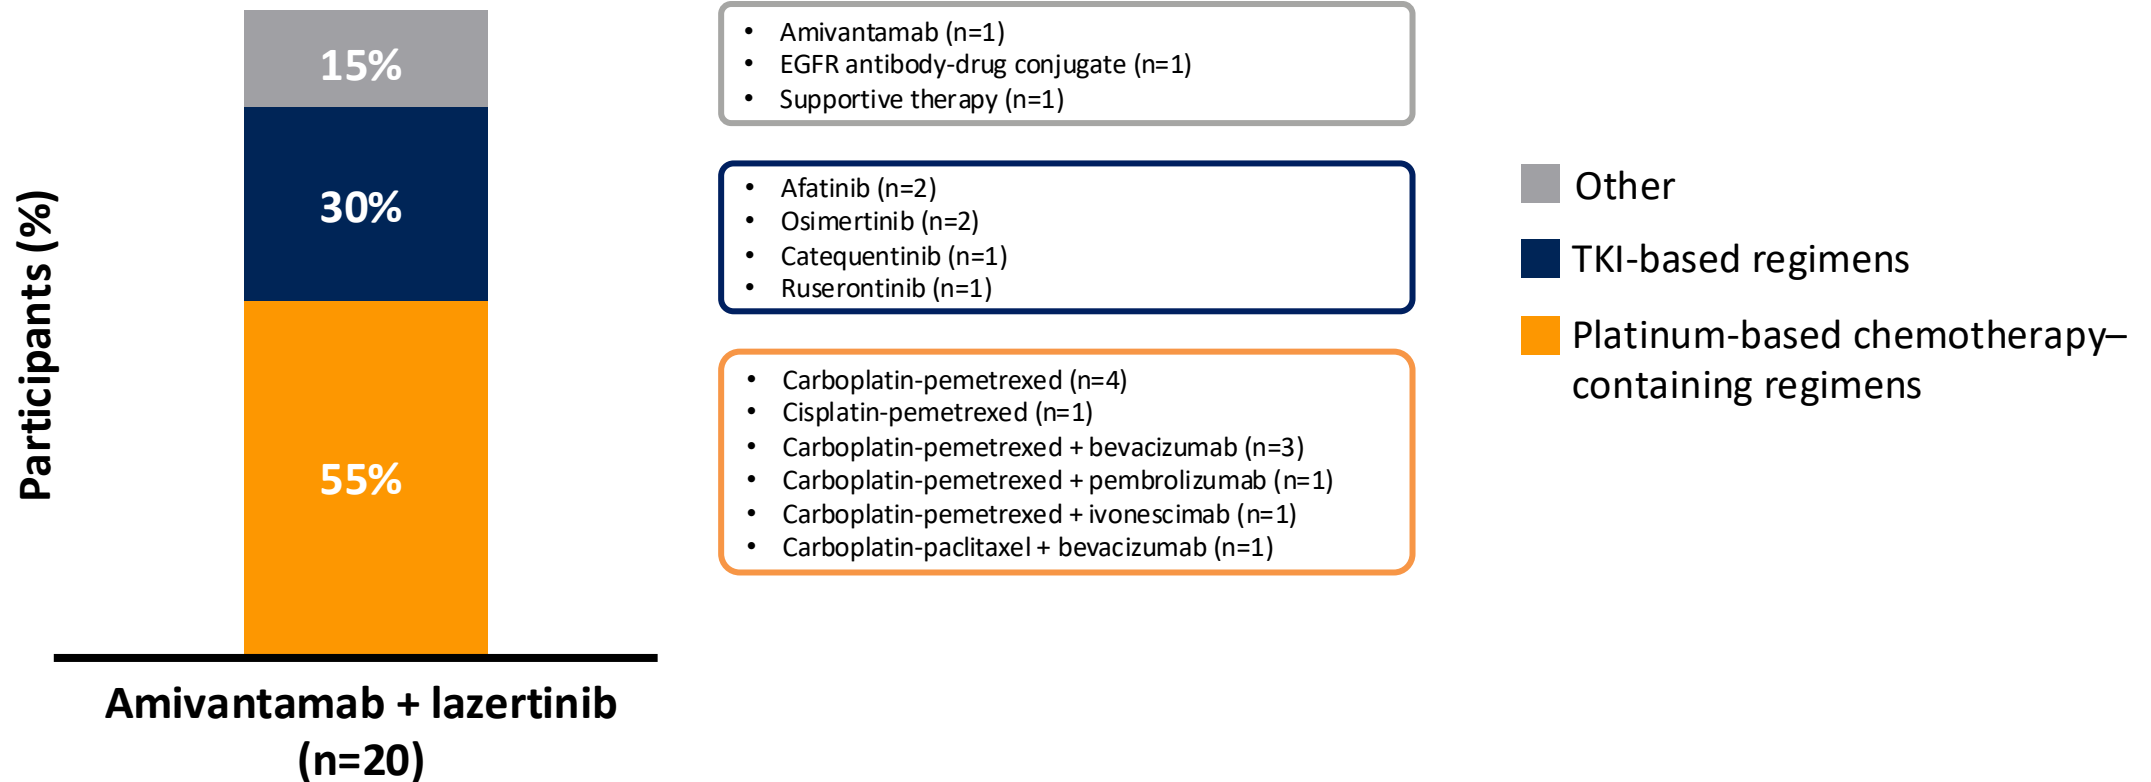 Participants (%)
15%
30%
55%
Amivantamab + lazertinib
(n=20)
• Amivantamab (n=1)
• EGFR antibody-drug conjugate (n=1)
• Supportive therapy (n=1)
• Afatinib (n=2)
• Osimertinib (n=2)
• Catequentinib (n=1)
• Ruserontinib (n=1)
• Carboplatin-pemetrexed (n=4)
• Cisplatin-pemetrexed (n=1)
• Carboplatin-pemetrexed + bevacizumab (n=3)
• Carboplatin-pemetrexed + pembrolizumab (n=1)
• Carboplatin-pemetrexed + ivonescimab (n=1)
• Carboplatin-paclitaxel + bevacizumab (n=1)
Other
TKI-based regimens
Platinum-based chemotherapy–
containing regimens